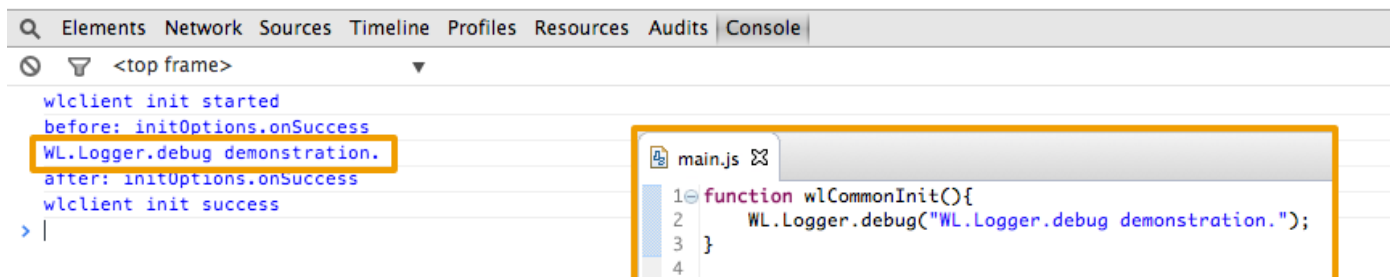 Elements Network Sources Timeline Profiles Resources Audits Console
<top frame>
wlclient init started
before: initOptions.onSuccess
WL.Logger.debug demonstration.
after: initOptions.onSuccess
wlclient init success
>
main.js
1 function wlCommonInit(){
2 WL.Logger.debug("WL.Logger.debug demonstration.");
3 }
4